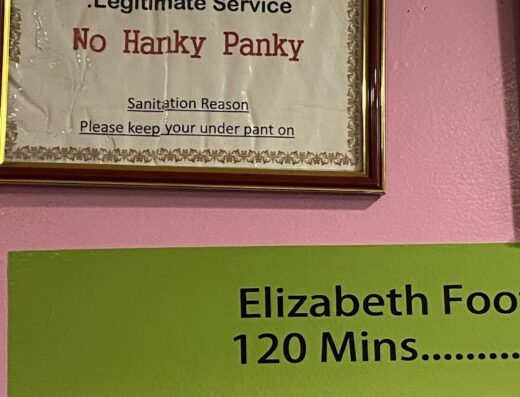 .Legitimate Service
No Hanky Panky
Sanitation Reason
Please keep your under pant on
Elizabeth Foo
120 Mins..........